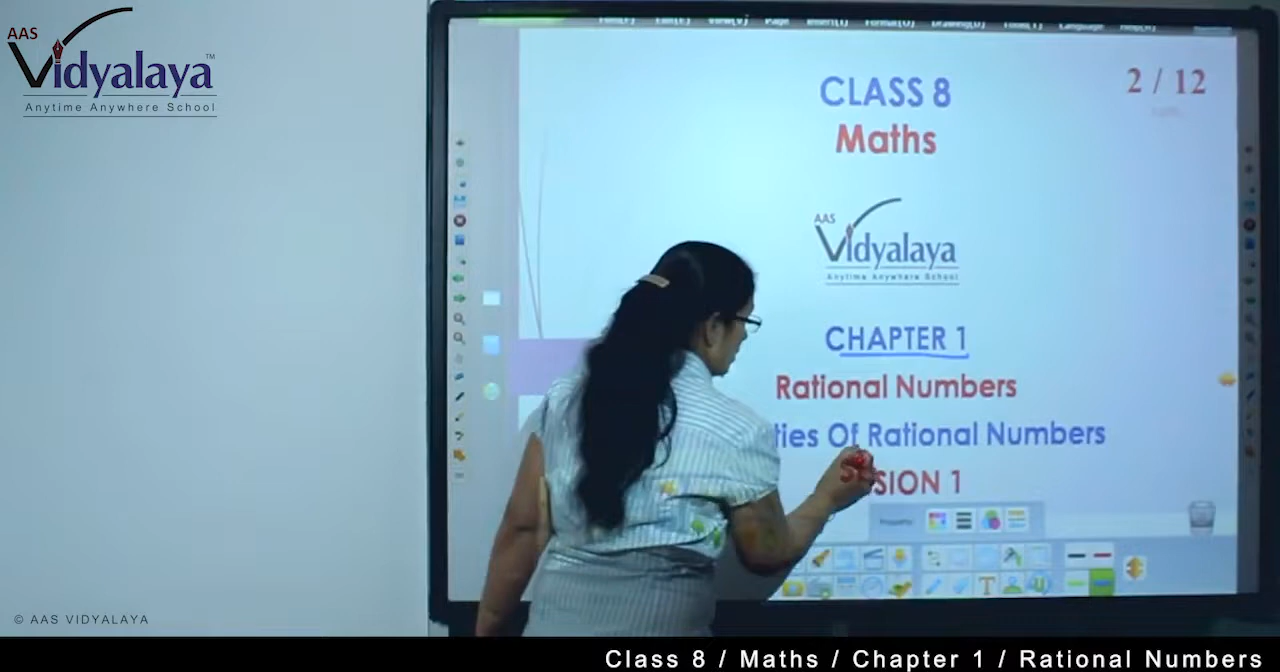 AAS
Vidyalaya™
Anytime Anywhere School
CLASS 8
2 / 12
Maths
AAS
Vidyalaya
Anytime Anywhere School
CHAPTER 1
Rational Numbers
ties Of Rational Numbers
SION 1
© AAS VIDYALAYA
Class 8 / Maths / Chapter 1 / Rational Numbers